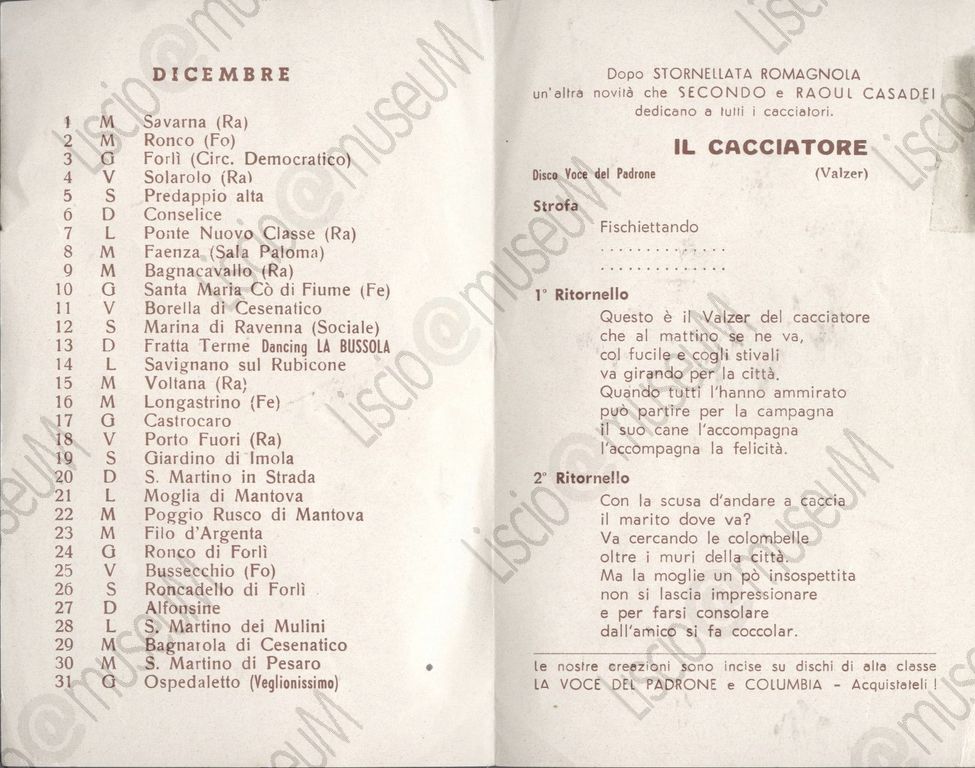 DICEMBRE
1 M Savarna (Ra)
2 M Ronco (Fo)
3 G Forlì (Circ. Democratico)
4 V Solarolo (Ra)
5 S Predappio alta
6 D Conselice
7 L Ponte Nuovo Classe (Ra)
8 M Faenza (Sala Paloma)
9 M Bagnacavallo (Ra)
10 G Santa Maria Cò di Fiume (Fe)
11 V Borella di Cesenatico
12 S Marina di Ravenna (Sociale)
13 D Fratta Terme Dancing LA BUSSOLA
14 L Savignano sul Rubicone
15 M Voltana (Ra)
16 M Longastrino (Fe)
17 G Castrocaro
18 V Porto Fuori (Ra)
19 S Giardino di Imola
20 D S. Martino in Strada
21 L Moglia di Mantova
22 M Poggio Rusco di Mantova
23 M Filo d'Argenta
24 G Ronco di Forlì
25 V Bussecchio (Fo)
26 S Roncadello di Forlì
27 D Alfonsine
28 L S. Martino dei Mulini
29 M Bagnarola di Cesenatico
30 M S. Martino di Pesaro
31 G Ospedaletto (Veglionissimo)
Dopo STORNELLATA ROMAGNOLA
un'altra novità che SECONDO e RAOUL CASADEI
dedicano a tutti i cacciatori.
IL CACCIATORE
Disco Voce del Padrone (Valzer)
Strofa
Fischiettando
. . . . . . . . . . . . . .
. . . . . . . . . . . . . .
1° Ritornello
Questo è il Valzer del cacciatore
che al mattino se ne va,
col fucile e cogli stivali
va girando per la città.
Quando tutti l'hanno ammirato
può partire per la campagna
il suo cane l'accompagna
l'accompagna la felicità.
2° Ritornello
Con la scusa d'andare a caccia
il marito dove va?
Va cercando le colombelle
oltre i muri della città.
Ma la moglie un pò insospettita
non si lascia impressionare
e per farsi consolare
dall'amico si fa coccolar.
Le nostre creazioni sono incise su dischi di alta classe
LA VOCE DEL PADRONE e COLUMBIA - Acquistateli !
Liscio@museuM